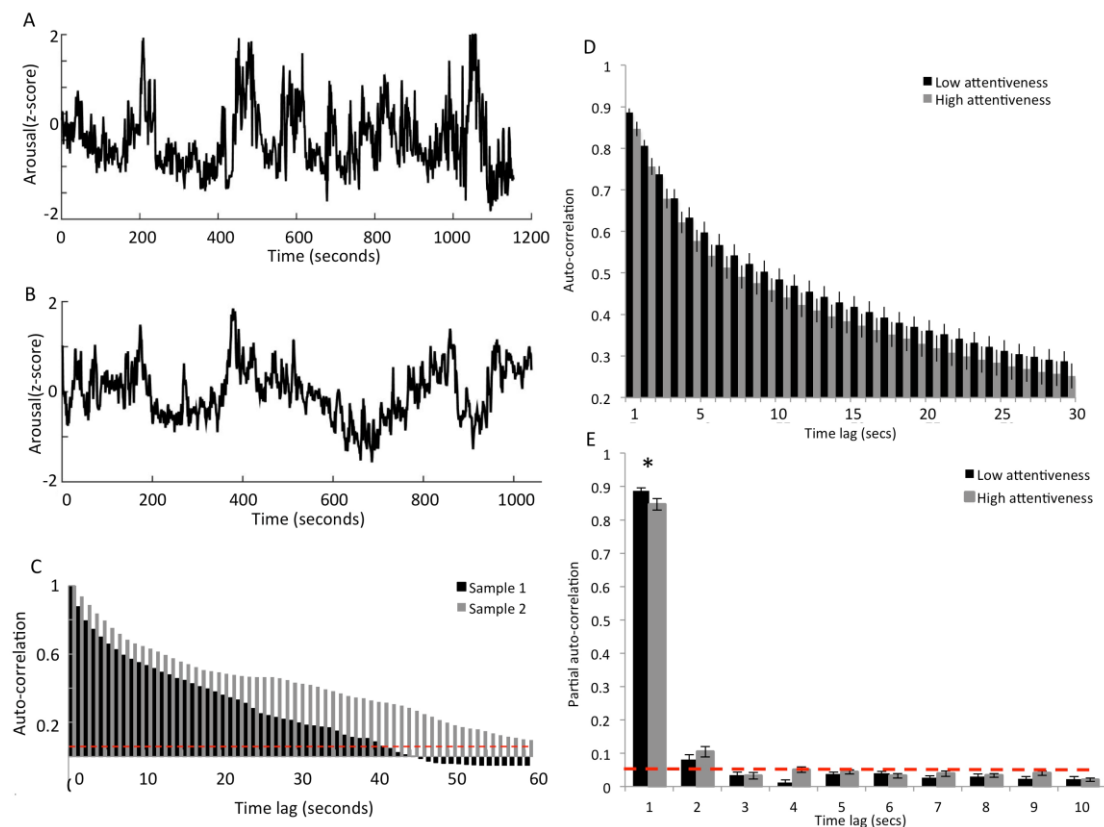 A
Arousal(z-score)
2
0
-2
0 200 400 600 800 1000 1200
Time (seconds)
B
Arousal(z-score)
2
0
-2
0 200 400 600 800 1000
Time (seconds)
C
Auto-correlation
1
0.6
0.2
Sample 1
Sample 2
0 10 20 30 40 50 60
Time lag (seconds)
D
Auto-correlation
1
0.9
0.8
0.7
0.6
0.5
0.4
0.3
0.2
Low attentiveness
High attentiveness
1 5 10 15 20 25 30
Time lag (secs)
E
Partial auto-correlation
1
0.9
0.8
0.7
0.6
0.5
0.4
0.3
0.2
0.1
0
*
Low attentiveness
High attentiveness
1 2 3 4 5 6 7 8 9 10
Time lag (secs)